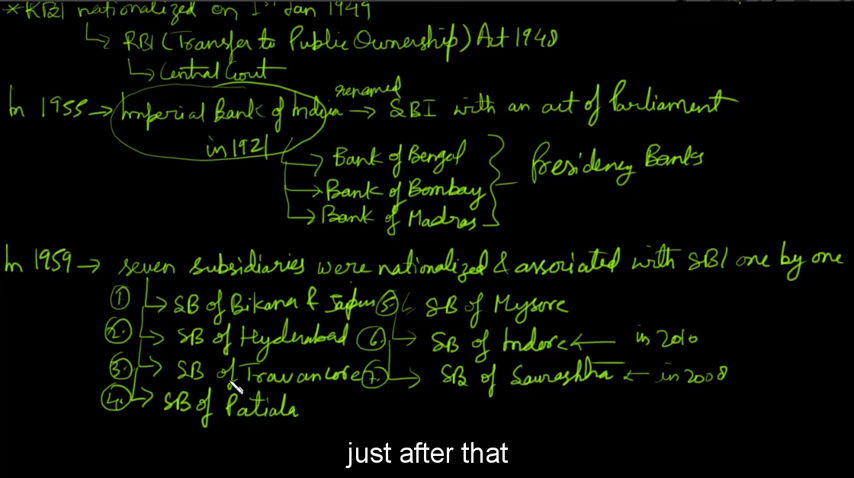 *RBI nationalized on 1st Jan 1949
RBI (Transfer to Public Ownership) Act 1948
Central Govt
In 1955 → Imperial Bank of India renamed → SBI with an act of Parliament
in 1921
Bank of Bengal
Bank of Bombay
Bank of Madras
Presidency Banks
In 1959 → seven subsidiaries were nationalized & associated with SBI one by one
1 SB of Bikaner & Jaipur
2. SB of Hyderabad
3. SB of Travancore
4. SB of Patiala
5. SB of Mysore
6. SB of Indore ← in 2010
7. SB of Saurashtra ← in 2008
just after that